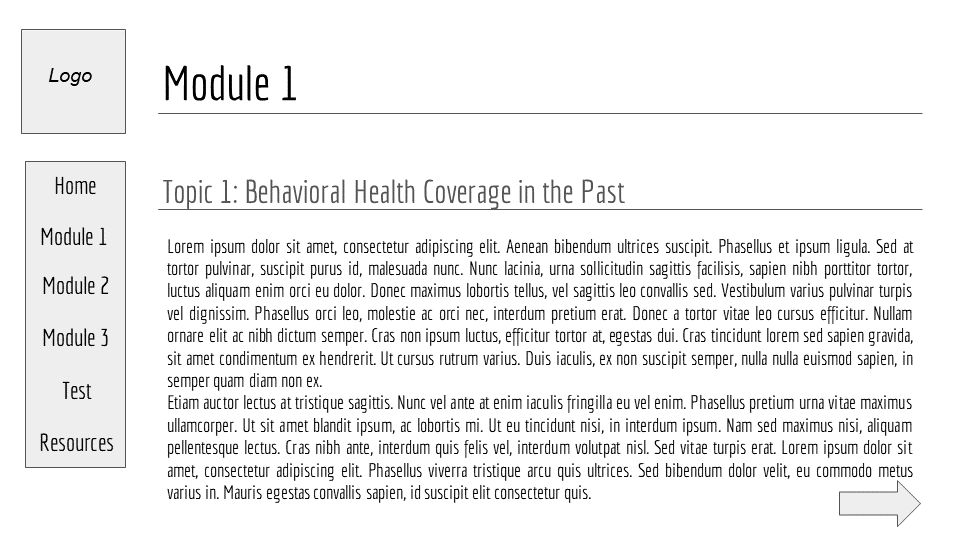 Logo
Module 1
Home
Module 1
Module 2
Module 3
Test
Resources
Topic 1: Behavioral Health Coverage in the Past
Lorem ipsum dolor sit amet, consectetur adipiscing elit. Aenean bibendum ultrices suscipit. Phasellus et ipsum ligula. Sed at
tortor pulvinar, suscipit purus id, malesuada nunc. Nunc lacinia, urna sollicitudin sagittis facilisis, sapien nibh porttitor tortor,
luctus aliquam enim orci eu dolor. Donec maximus lobortis tellus, vel sagittis leo convallis sed. Vestibulum varius pulvinar turpis
vel dignissim. Phasellus orci leo, molestie ac orci nec, interdum pretium erat. Donec a tortor vitae leo cursus efficitur. Nullam
ornare elit ac nibh dictum semper. Cras non ipsum luctus, efficitur tortor at, egestas dui. Cras tincidunt lorem sed sapien gravida,
sit amet condimentum ex hendrerit. Ut cursus rutrum varius. Duis iaculis, ex non suscipit semper, nulla nulla euismod sapien, in
semper quam diam non ex.
Etiam auctor lectus at tristique sagittis. Nunc vel ante at enim iaculis fringilla eu vel enim. Phasellus pretium urna vitae maximus
ullamcorper. Ut sit amet blandit ipsum, ac lobortis mi. Ut eu tincidunt nisi, in interdum ipsum. Nam sed maximus nisi, aliquam
pellentesque lectus. Cras nibh ante, interdum quis felis vel, interdum volutpat nisl. Sed vitae turpis erat. Lorem ipsum dolor sit
amet, consectetur adipiscing elit. Phasellus viverra tristique arcu quis ultrices. Sed bibendum dolor velit, eu commodo metus
varius in. Mauris egestas convallis sapien, id suscipit elit consectetur quis.